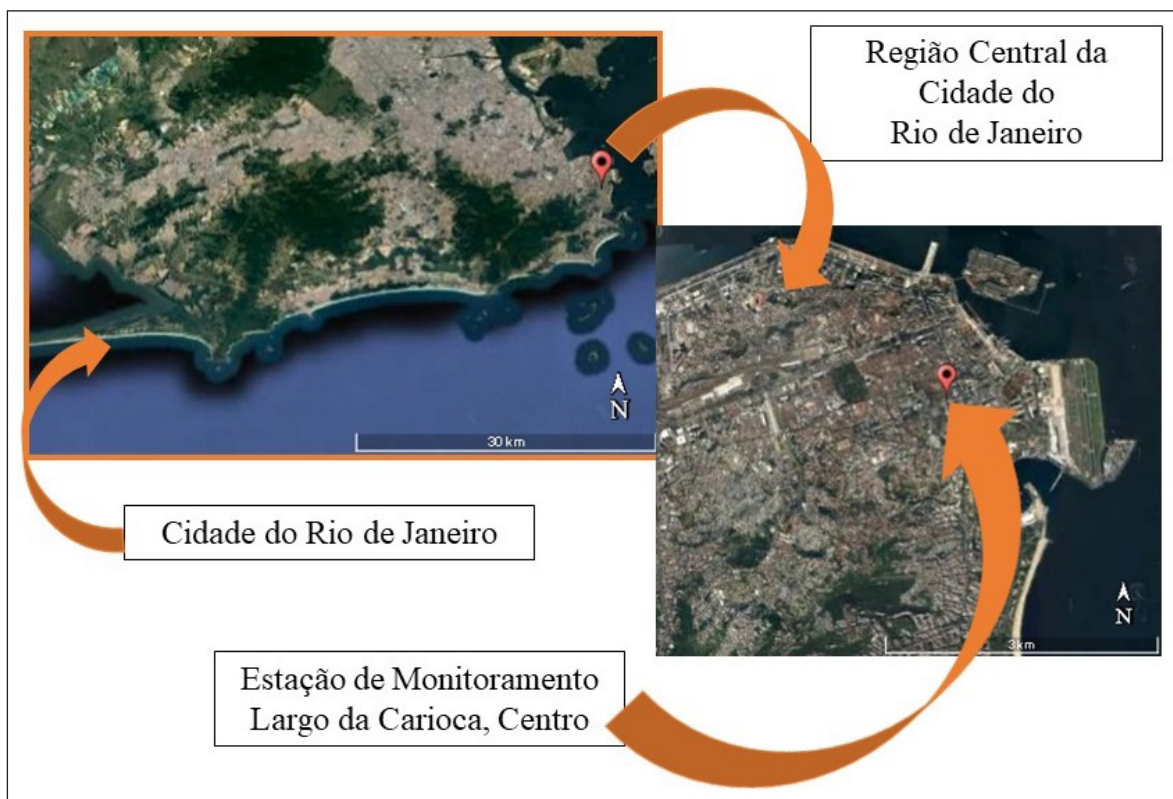 Região Central da
Cidade do
Rio de Janeiro
N
30 km
Cidade do Rio de Janeiro
N
3 km
Estação de Monitoramento
Largo da Carioca, Centro